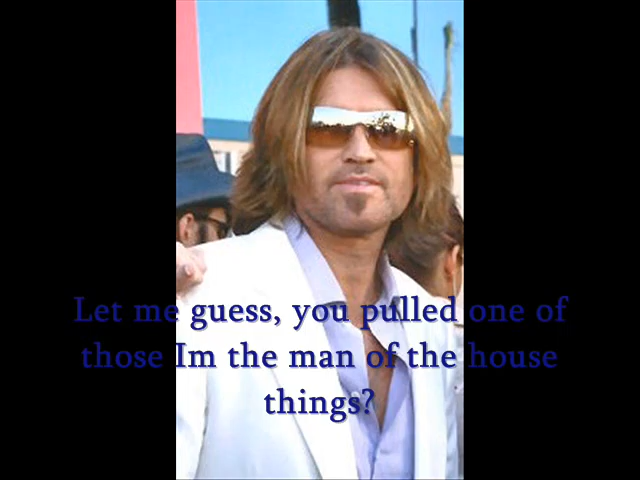 Let me guess, you pulled one of
those Im the man of the house
things?